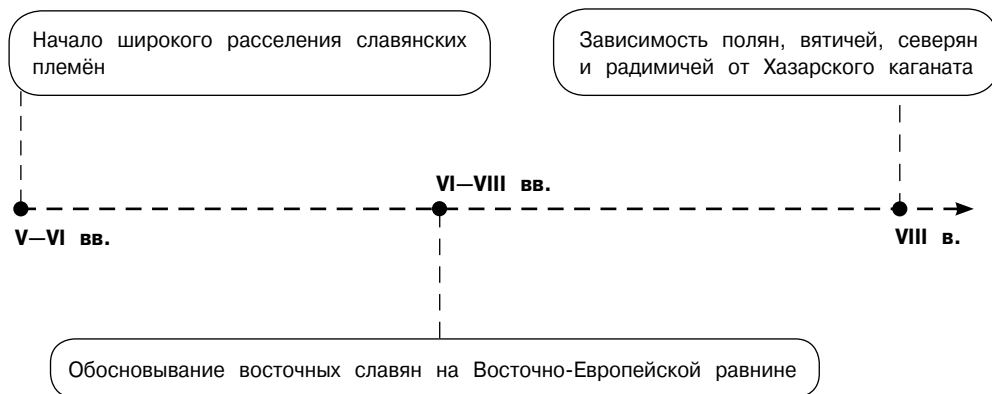 Начало широкого расселения славянских
племён
Зависимость полян, вятичей, северян
и радимичей от Хазарского каганата
VI—VIII вв.
V—VI вв.
VIII в.
Обосновывание восточных славян на Восточно-Европейской равнине